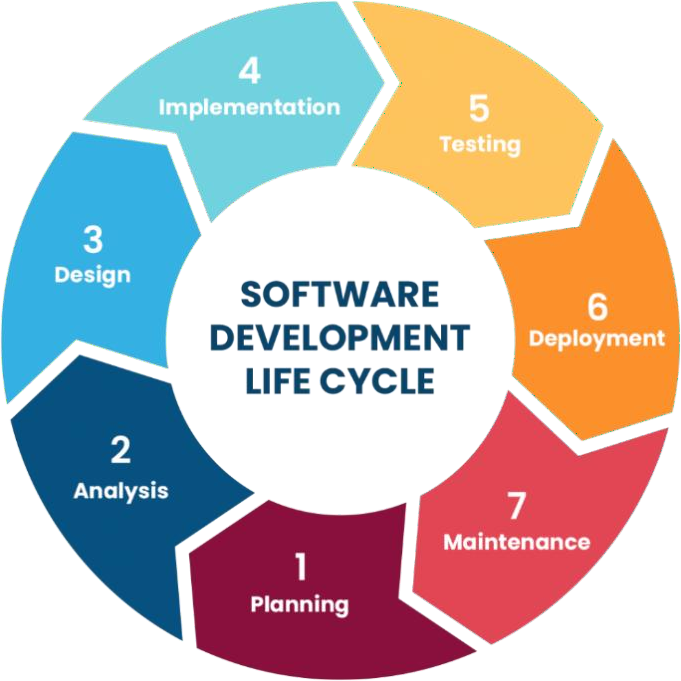 SOFTWARE
DEVELOPMENT
LIFE CYCLE
1
Planning
2
Analysis
3
Design
4
Implementation
5
Testing
6
Deployment
7
Maintenance